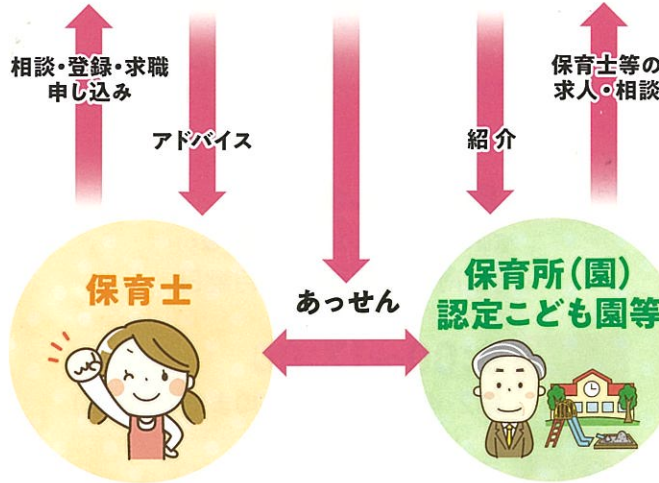 相談・登録・求職
申し込み
アドバイス
紹介
保育士等の
求人・相談
保育士
あっせん
保育所(園)
認定こども園等